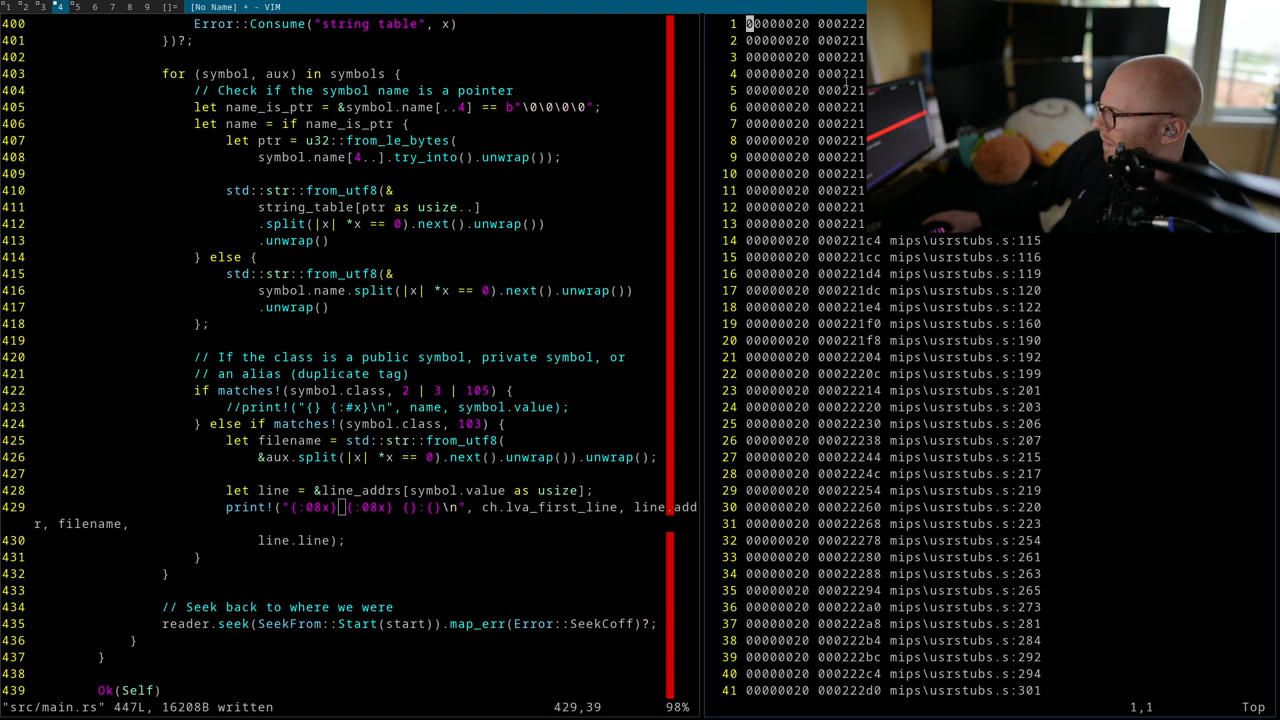 1 2 3 4 5 6 7 8 9 []= [No Name] + - VIM
400 Error::Consume("string table", x)
401 })?;
402
403 for (symbol, aux) in symbols {
404 // Check if the symbol name is a pointer
405 let name_is_ptr = &symbol.name[..4] == b"\0\0\0\0";
406 let name = if name_is_ptr {
407 let ptr = u32::from_le_bytes(
408 symbol.name[4..].try_into().unwrap());
409
410 std::str::from_utf8(&
411 string_table[ptr as usize..]
412 .split(|x| *x == 0).next().unwrap())
413 .unwrap()
414 } else {
415 std::str::from_utf8(&
416 symbol.name.split(|x| *x == 0).next().unwrap())
417 .unwrap()
418 };
419
420 // If the class is a public symbol, private symbol, or
421 // an alias (duplicate tag)
422 if matches!(symbol.class, 2 | 3 | 105) {
423 //print!("{} {:#x}\n", name, symbol.value);
424 } else if matches!(symbol.class, 103) {
425 let filename = std::str::from_utf8(
426 &aux.split(|x| *x == 0).next().unwrap()).unwrap();
427
428 let line = &line_addrs[symbol.value as usize];
429 print!("{:08x} {:08x} {}:{}\n", ch.lva_first_line, line.add
r, filename,
430 line.line);
431 }
432 }
433
434 // Seek back to where we were
435 reader.seek(SeekFrom::Start(start)).map_err(Error::SeekCoff)?;
436 }
437 }
438
439 Ok(Self)
"src/main.rs" 447L, 16208B written 429,39 98%
1 00000020 000222
2 00000020 000221
3 00000020 000221
4 00000020 000221
5 00000020 000221
6 00000020 000221
7 00000020 000221
8 00000020 000221
9 00000020 000221
10 00000020 000221
11 00000020 000221
12 00000020 000221
13 00000020 000221
14 00000020 000221c4 mips\usrstubs.s:115
15 00000020 000221cc mips\usrstubs.s:116
16 00000020 000221d4 mips\usrstubs.s:119
17 00000020 000221dc mips\usrstubs.s:120
18 00000020 000221e4 mips\usrstubs.s:122
19 00000020 000221f0 mips\usrstubs.s:160
20 00000020 000221f8 mips\usrstubs.s:190
21 00000020 00022204 mips\usrstubs.s:192
22 00000020 0002220c mips\usrstubs.s:199
23 00000020 00022214 mips\usrstubs.s:201
24 00000020 00022220 mips\usrstubs.s:203
25 00000020 00022230 mips\usrstubs.s:206
26 00000020 00022238 mips\usrstubs.s:207
27 00000020 00022244 mips\usrstubs.s:215
28 00000020 0002224c mips\usrstubs.s:217
29 00000020 00022254 mips\usrstubs.s:219
30 00000020 00022260 mips\usrstubs.s:220
31 00000020 00022268 mips\usrstubs.s:223
32 00000020 00022278 mips\usrstubs.s:254
33 00000020 00022280 mips\usrstubs.s:261
34 00000020 00022288 mips\usrstubs.s:263
35 00000020 00022294 mips\usrstubs.s:265
36 00000020 000222a0 mips\usrstubs.s:273
37 00000020 000222a8 mips\usrstubs.s:281
38 00000020 000222b4 mips\usrstubs.s:284
39 00000020 000222bc mips\usrstubs.s:292
40 00000020 000222c4 mips\usrstubs.s:294
41 00000020 000222d0 mips\usrstubs.s:301
1,1 Top